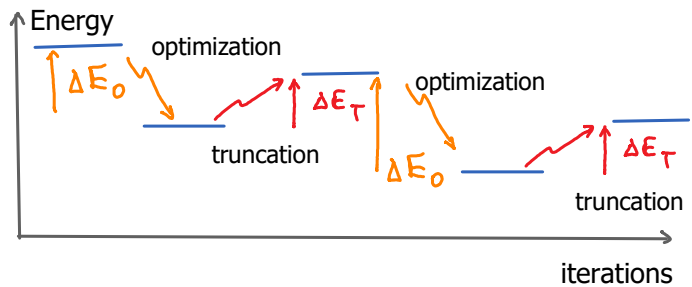 Energy
optimization
ΔE_O
truncation
ΔE_T
optimization
ΔE_O
ΔE_T
truncation
iterations